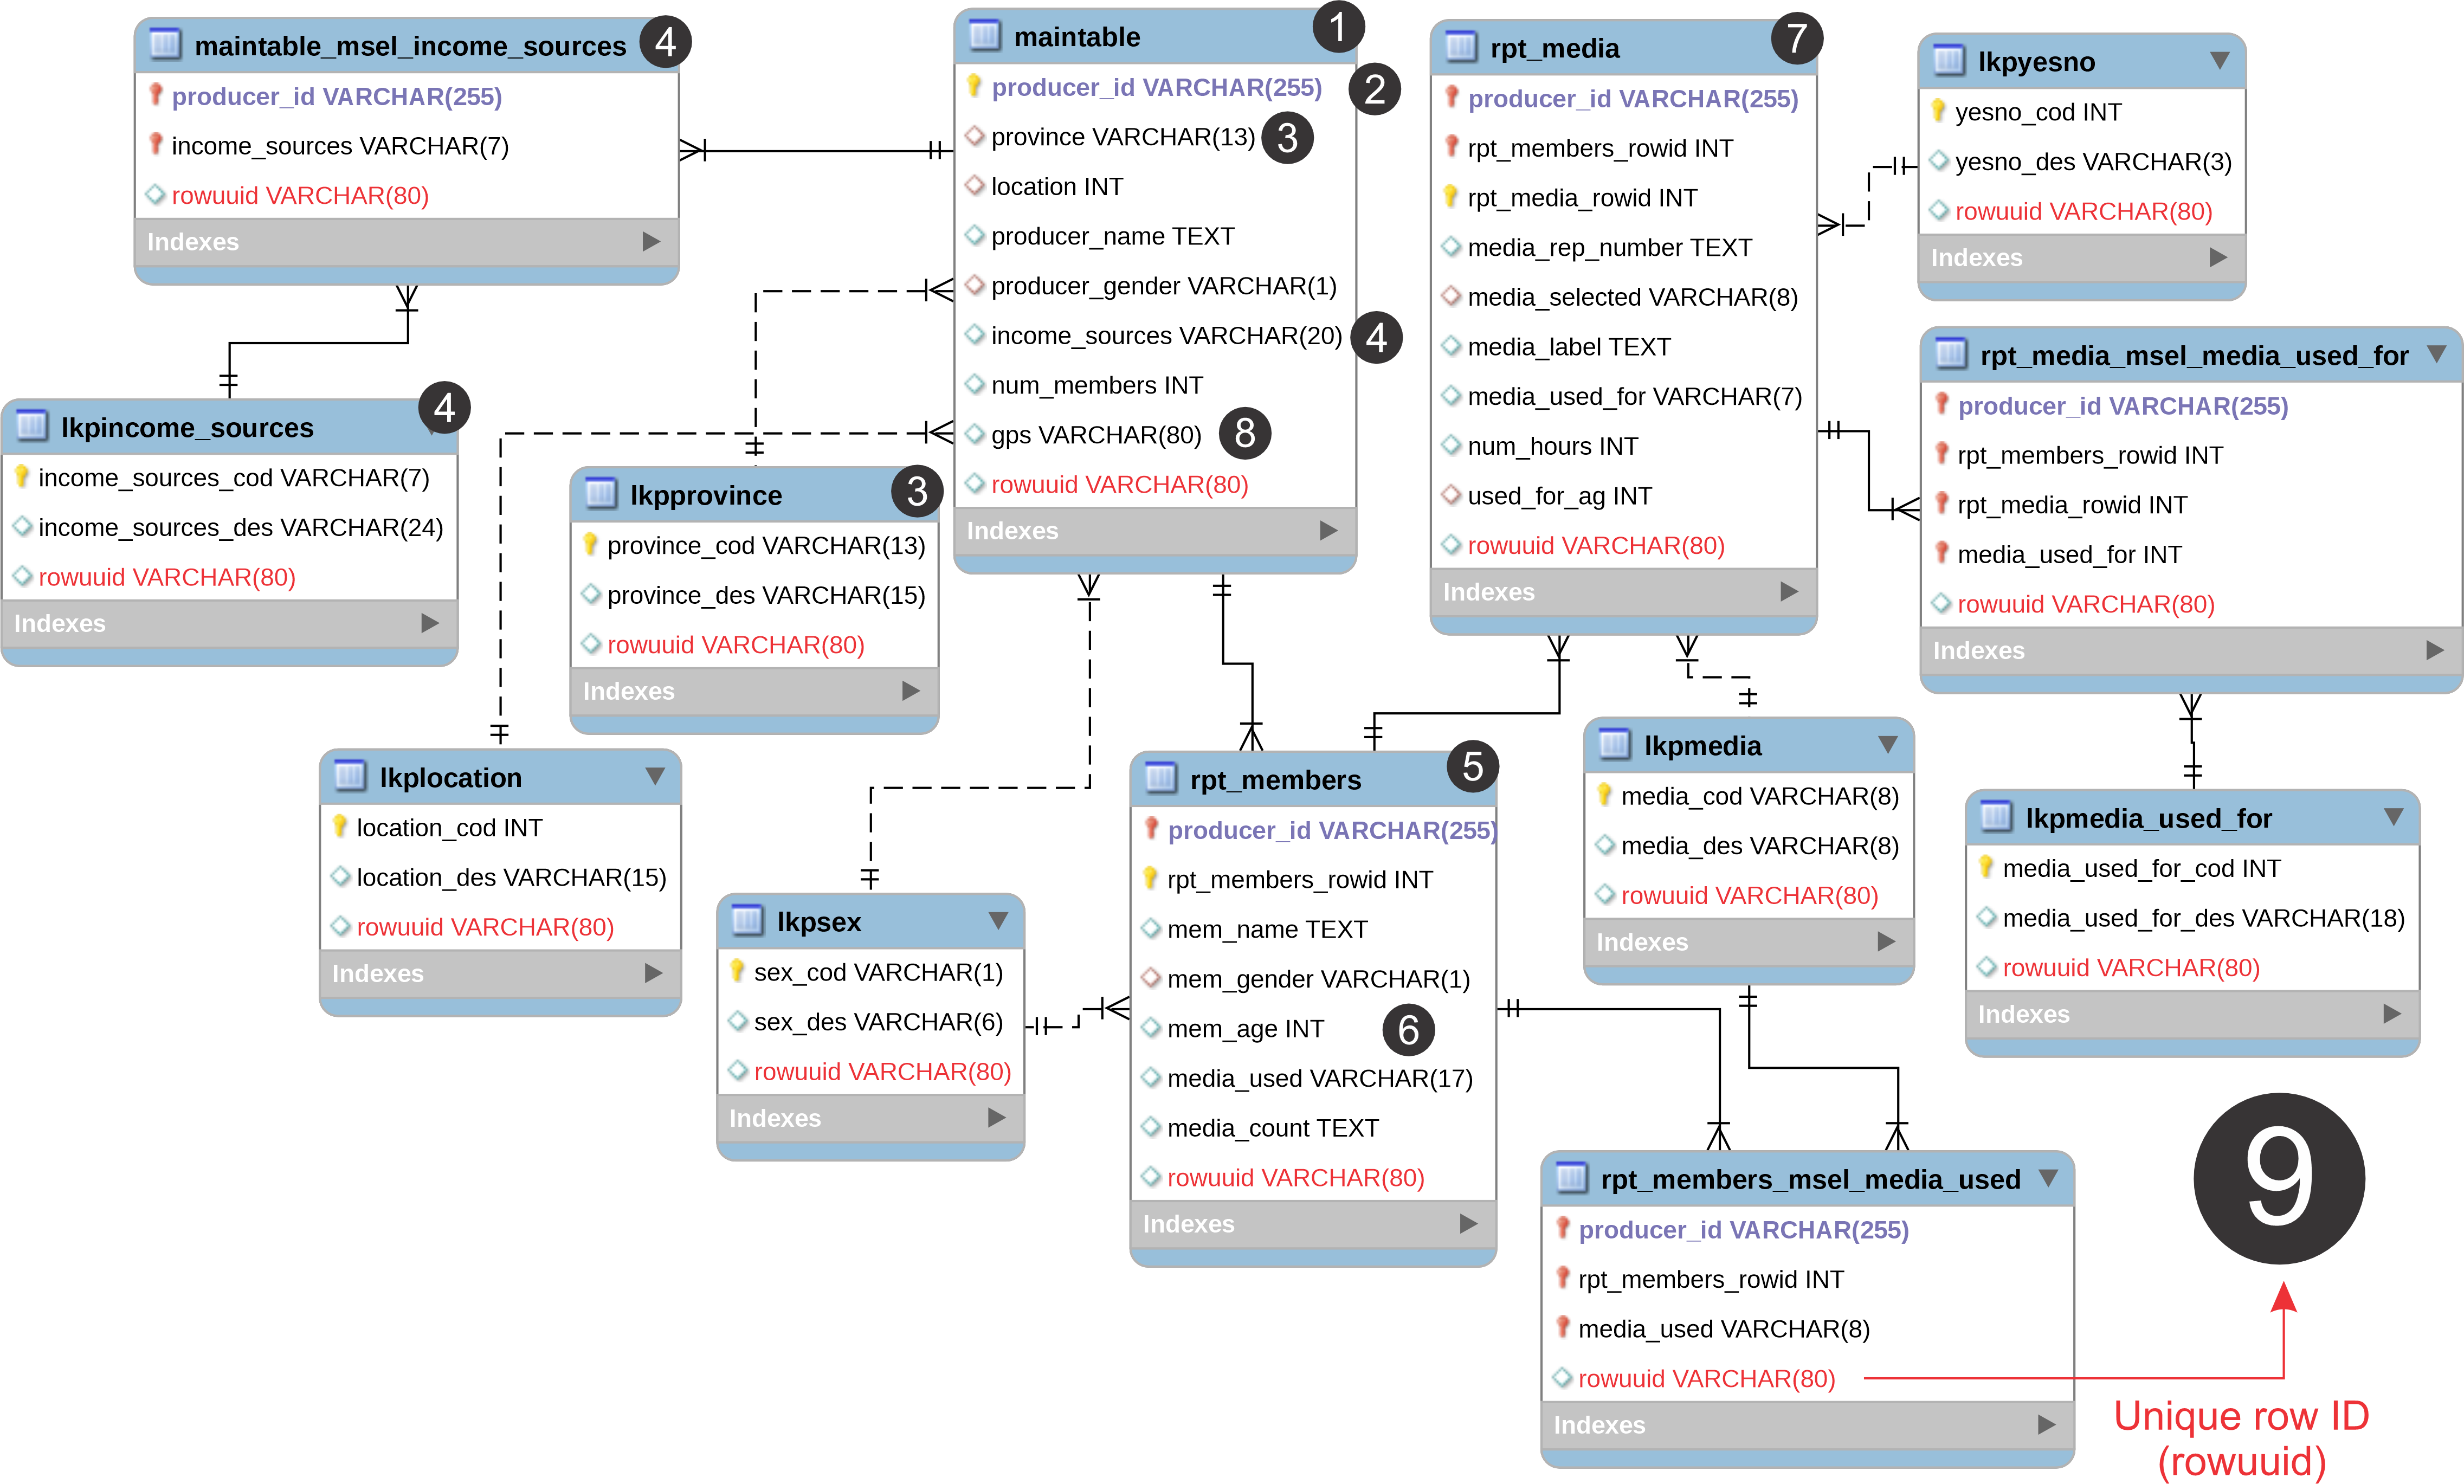 maintable_msel_income_sources
4
producer_id VARCHAR(255)
income_sources VARCHAR(7)
rowuuid VARCHAR(80)
Indexes
maintable
1
producer_id VARCHAR(255)
2
province VARCHAR(13)
3
location INT
producer_name TEXT
producer_gender VARCHAR(1)
income_sources VARCHAR(20)
4
num_members INT
gps VARCHAR(80)
8
rowuuid VARCHAR(80)
Indexes
rpt_media
7
producer_id VARCHAR(255)
rpt_members_rowid INT
rpt_media_rowid INT
media_rep_number TEXT
media_selected VARCHAR(8)
media_label TEXT
media_used_for VARCHAR(7)
num_hours INT
used_for_ag INT
rowuuid VARCHAR(80)
Indexes
lkpyesno
yesno_cod INT
yesno_des VARCHAR(3)
rowuuid VARCHAR(80)
Indexes
rpt_media_msel_media_used_for
producer_id VARCHAR(255)
rpt_members_rowid INT
rpt_media_rowid INT
media_used_for INT
rowuuid VARCHAR(80)
Indexes
lkpincome_sources
4
income_sources_cod VARCHAR(7)
income_sources_des VARCHAR(24)
rowuuid VARCHAR(80)
Indexes
lkpprovince
3
province_cod VARCHAR(13)
province_des VARCHAR(15)
rowuuid VARCHAR(80)
Indexes
lkplocation
location_cod INT
location_des VARCHAR(15)
rowuuid VARCHAR(80)
Indexes
lkpsex
sex_cod VARCHAR(1)
sex_des VARCHAR(6)
rowuuid VARCHAR(80)
Indexes
rpt_members
5
producer_id VARCHAR(255)
rpt_members_rowid INT
mem_name TEXT
mem_gender VARCHAR(1)
mem_age INT
6
media_used VARCHAR(17)
media_count TEXT
rowuuid VARCHAR(80)
Indexes
lkpmedia
media_cod VARCHAR(8)
media_des VARCHAR(8)
rowuuid VARCHAR(80)
Indexes
lkpmedia_used_for
media_used_for_cod INT
media_used_for_des VARCHAR(18)
rowuuid VARCHAR(80)
Indexes
rpt_members_msel_media_used
producer_id VARCHAR(255)
rpt_members_rowid INT
media_used VARCHAR(8)
rowuuid VARCHAR(80)
Indexes
9
Unique row ID
(rowuuid)